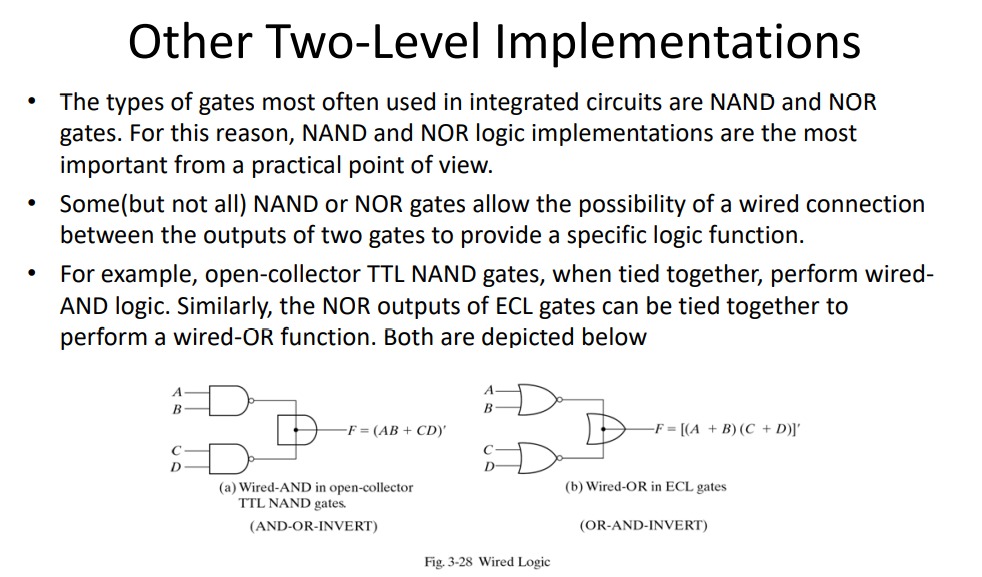 Other Two-Level Implementations
• The types of gates most often used in integrated circuits are NAND and NOR
gates. For this reason, NAND and NOR logic implementations are the most
important from a practical point of view.
• Some(but not all) NAND or NOR gates allow the possibility of a wired connection
between the outputs of two gates to provide a specific logic function.
• For example, open-collector TTL NAND gates, when tied together, perform wired-
AND logic. Similarly, the NOR outputs of ECL gates can be tied together to
perform a wired-OR function. Both are depicted below
A
B
C
D
F = (AB + CD)'
(a) Wired-AND in open-collector
TTL NAND gates.
(AND-OR-INVERT)
A
B
C
D
F = [(A + B) (C + D)]'
(b) Wired-OR in ECL gates
(OR-AND-INVERT)
Fig. 3-28 Wired Logic